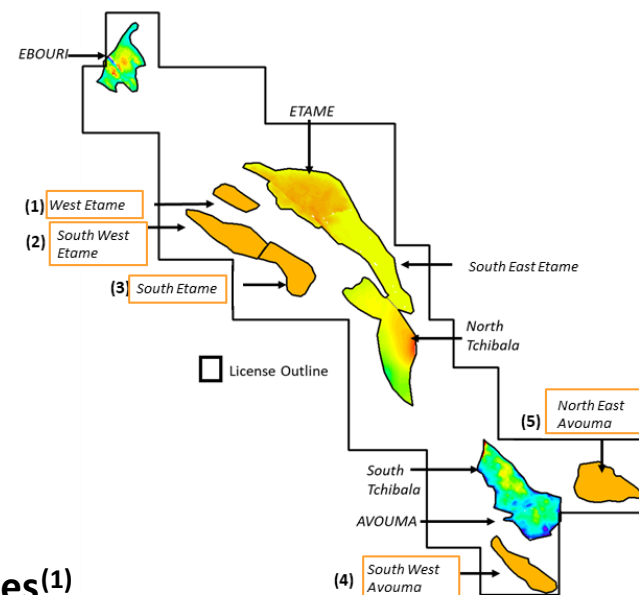 EBOURI
ETAME
(1) West Etame
(2) South West
Etame
(3) South Etame
South East Etame
North
Tchibala
License Outline
North East
(5) Avouma
South
Tchibala
AVOUMA
(4) South West
Avouma
es(1)